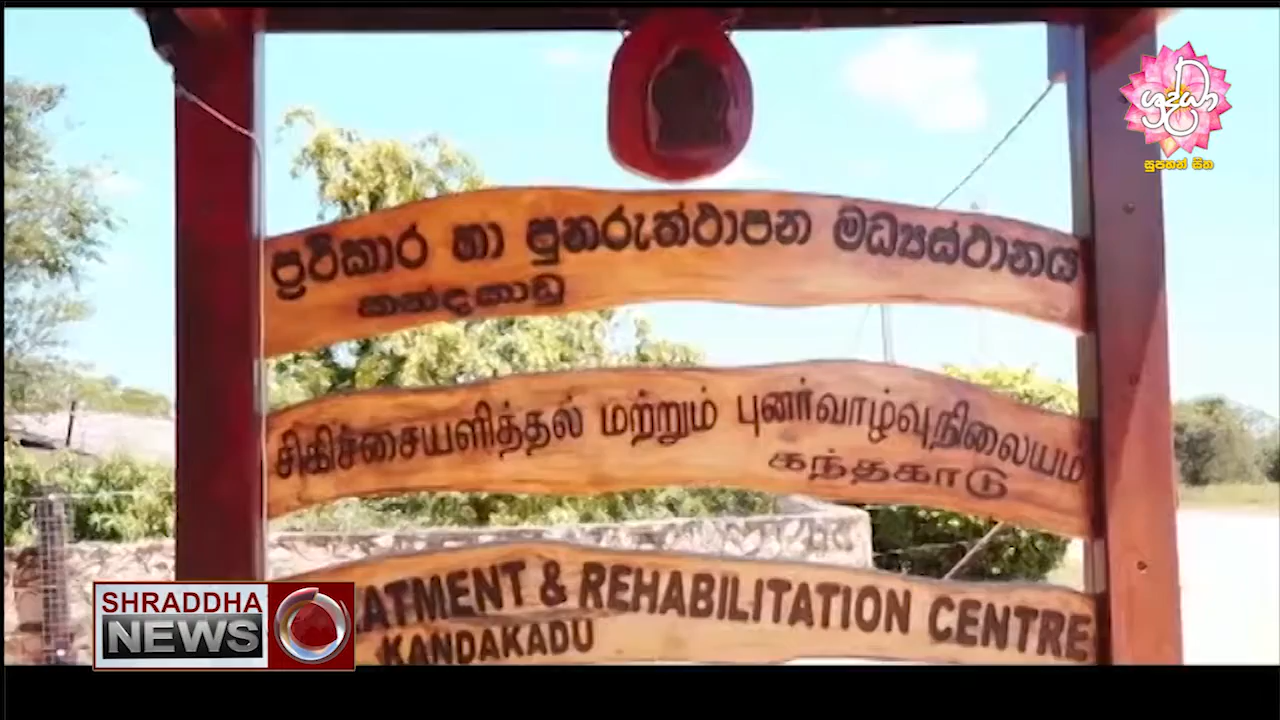 ශ්‍රද්ධා
සුපහන් සිත
ප්‍රතිකාර හා පුනරුත්ථාපන මධ්‍යස්ථානය
කන්දකාඩු
சிகிச்சையளித்தல் மற்றும் புனர்வாழ்வுநிலையம்
கந்தகாடு
ATMENT & REHABILITATION CENTRE
KANDAKADU
SHRADDHA
NEWS